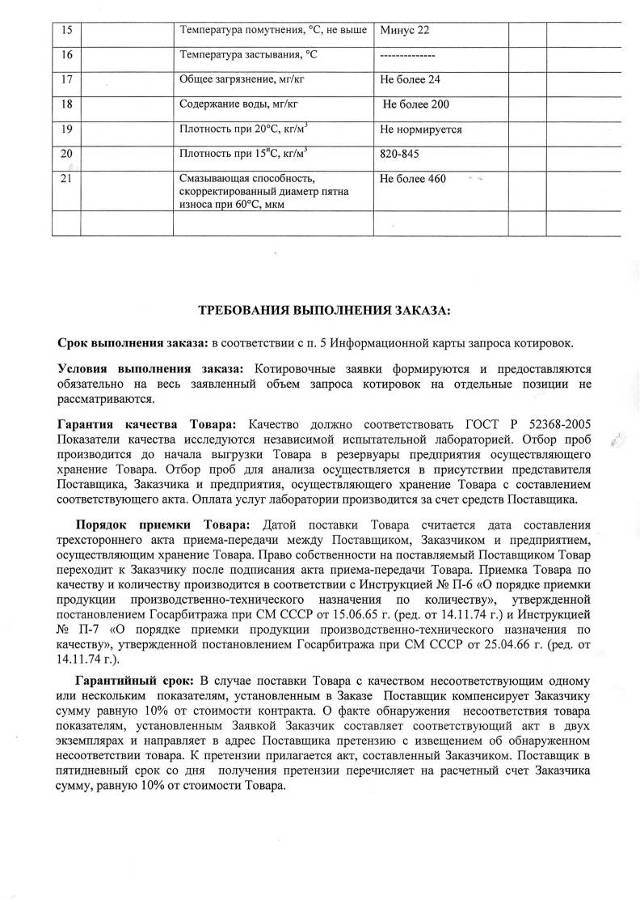 15 Температура помутнения, °С, не выше Минус 22
16 Температура застывания, °С --------------
17 Общее загрязнение, мг/кг Не более 24
18 Содержание воды, мг/кг Не более 200
19 Плотность при 20°С, кг/м³ Не нормируется
20 Плотность при 15°С, кг/м³ 820-845
21 Смазывающая способность, Не более 460
скорректированный диаметр пятна
износа при 60°С, мкм
ТРЕБОВАНИЯ ВЫПОЛНЕНИЯ ЗАКАЗА:
Срок выполнения заказа: в соответствии с п. 5 Информационной карты запроса котировок.
Условия выполнения заказа: Котировочные заявки формируются и предоставляются
обязательно на весь заявленный объем запроса котировок на отдельные позиции не
рассматриваются.
Гарантия качества Товара: Качество должно соответствовать ГОСТ Р 52368-2005
Показатели качества исследуются независимой испытательной лабораторией. Отбор проб
производится до начала выгрузки Товара в резервуары предприятия осуществляющего
хранение Товара. Отбор проб для анализа осуществляется в присутствии представителя
Поставщика, Заказчика и предприятия, осуществляющего хранение Товара с составлением
соответствующего акта. Оплата услуг лаборатории производится за счет средств Поставщика.
Порядок приемки Товара: Датой поставки Товара считается дата составления
трехстороннего акта приема-передачи между Поставщиком, Заказчиком и предприятием,
осуществляющим хранение Товара. Право собственности на поставляемый Поставщиком Товар
переходит к Заказчику после подписания акта приема-передачи Товара. Приемка Товара по
качеству и количеству производится в соответствии с Инструкцией № П-6 «О порядке приемки
продукции производственно-технического назначения по количеству», утвержденной
постановлением Госарбитража при СМ СССР от 15.06.65 г. (ред. от 14.11.74 г.) и Инструкцией
№ П-7 «О порядке приемки продукции производственно-технического назначения по
качеству», утвержденной постановлением Госарбитража при СМ СССР от 25.04.66 г. (ред. от
14.11.74 г.).
Гарантийный срок: В случае поставки Товара с качеством несоответствующим одному
или нескольким показателям, установленным в Заказе Поставщик компенсирует Заказчику
сумму равную 10% от стоимости контракта. О факте обнаружения несоответствия товара
показателям, установленным Заявкой Заказчик составляет соответствующий акт в двух
экземплярах и направляет в адрес Поставщика претензию с извещением об обнаруженном
несоответствии товара. К претензии прилагается акт, составленный Заказчиком. Поставщик в
пятидневный срок со дня получения претензии перечисляет на расчетный счет Заказчика
сумму, равную 10% от стоимости Товара.